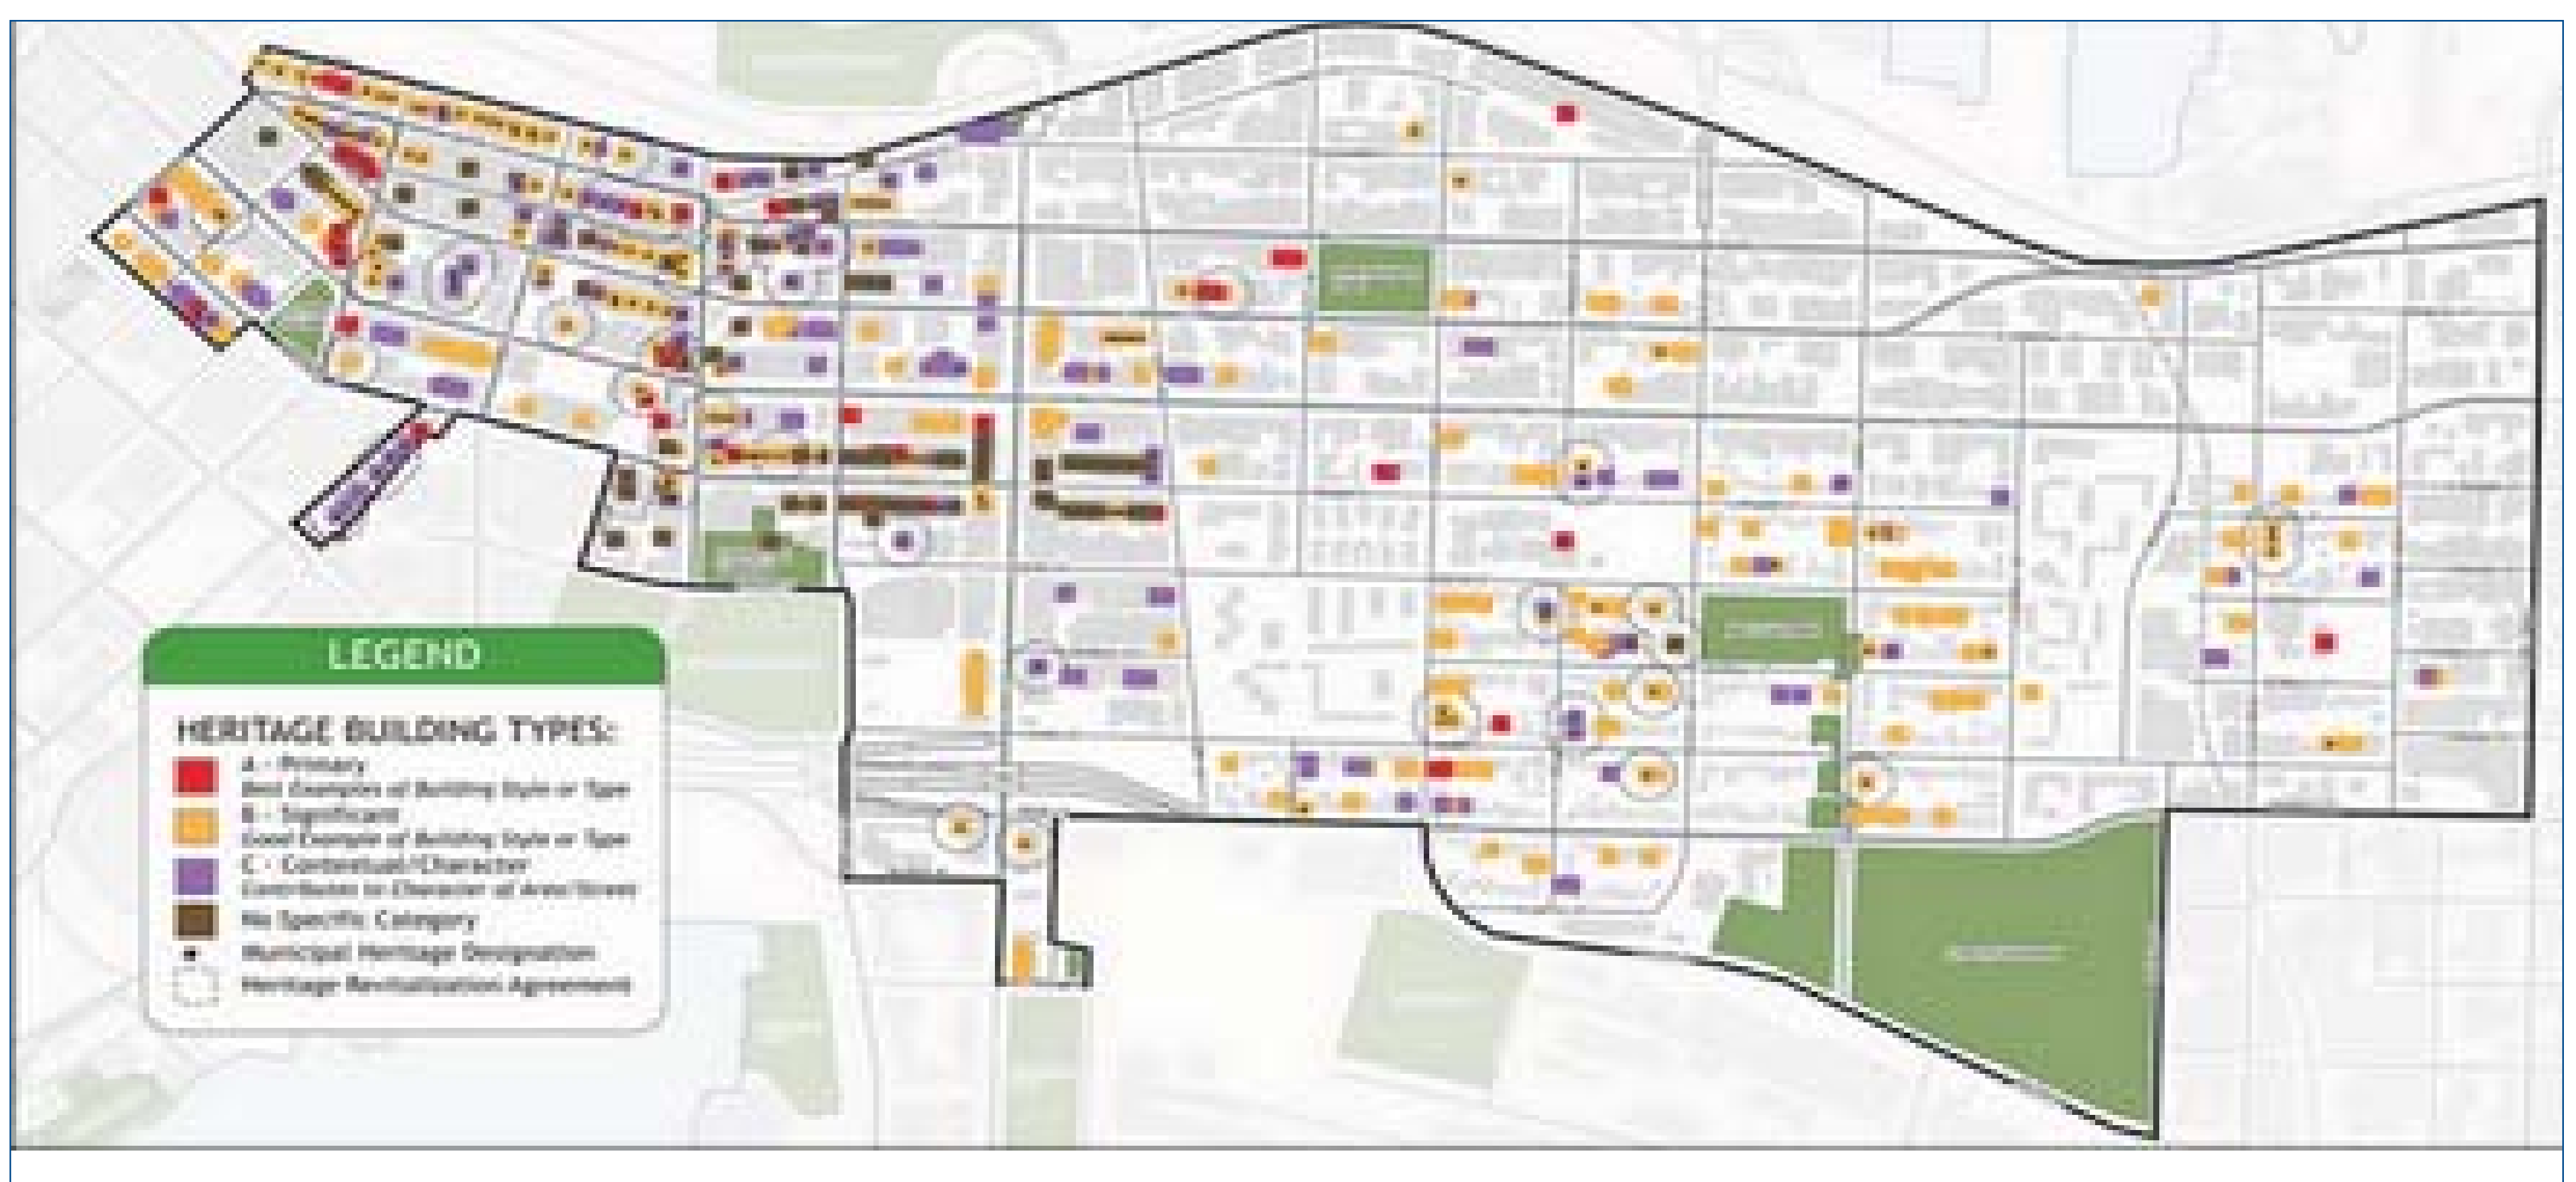 LEGEND
HERITAGE BUILDING TYPES:
A - Primary
Best Examples of Building Style or Type
B - Significant
Good Example of Building Style or Type
C - Contextual/Character
Contributes to Character of Area/Street
No Specific Category
Municipal Heritage Designation
Heritage Revitalization Agreement